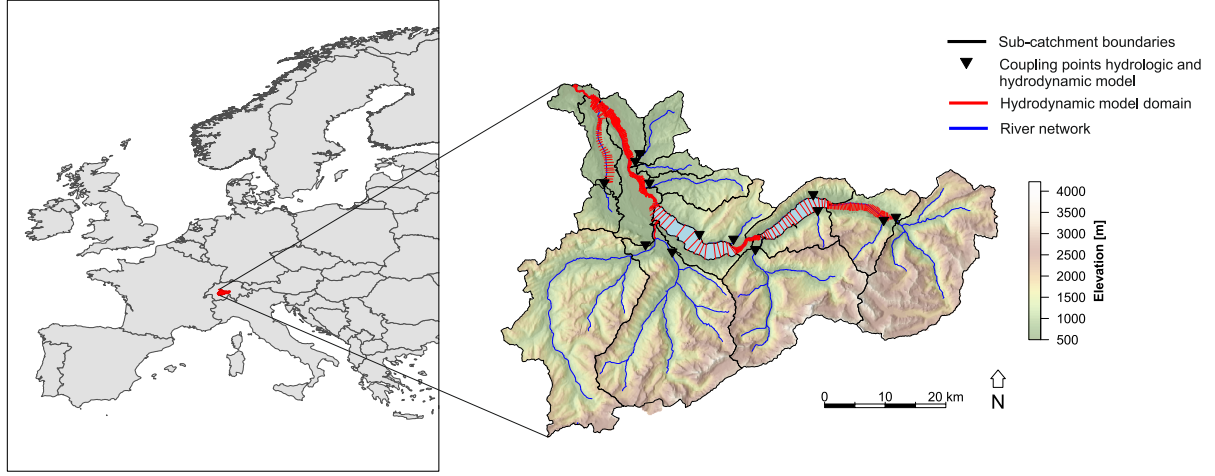 Sub-catchment boundaries
Coupling points hydrologic and
hydrodynamic model
Hydrodynamic model domain
River network
4000
3500
3000
2500
2000
1500
1000
500
Elevation [m]
0 10 20 km
N